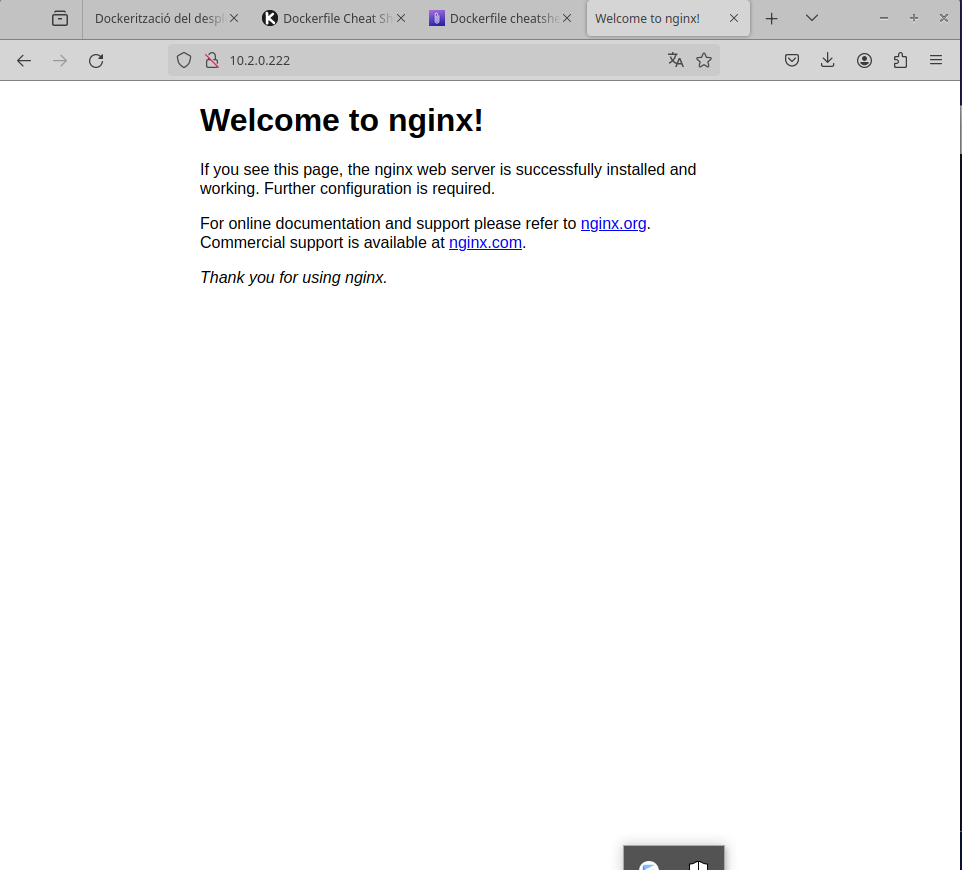 Dockerització del despl
Dockerfile Cheat Sh
Dockerfile cheatshe
Welcome to nginx!
10.2.0.222
Welcome to nginx!
If you see this page, the nginx web server is successfully installed and
working. Further configuration is required.
For online documentation and support please refer to nginx.org.
Commercial support is available at nginx.com.
Thank you for using nginx.